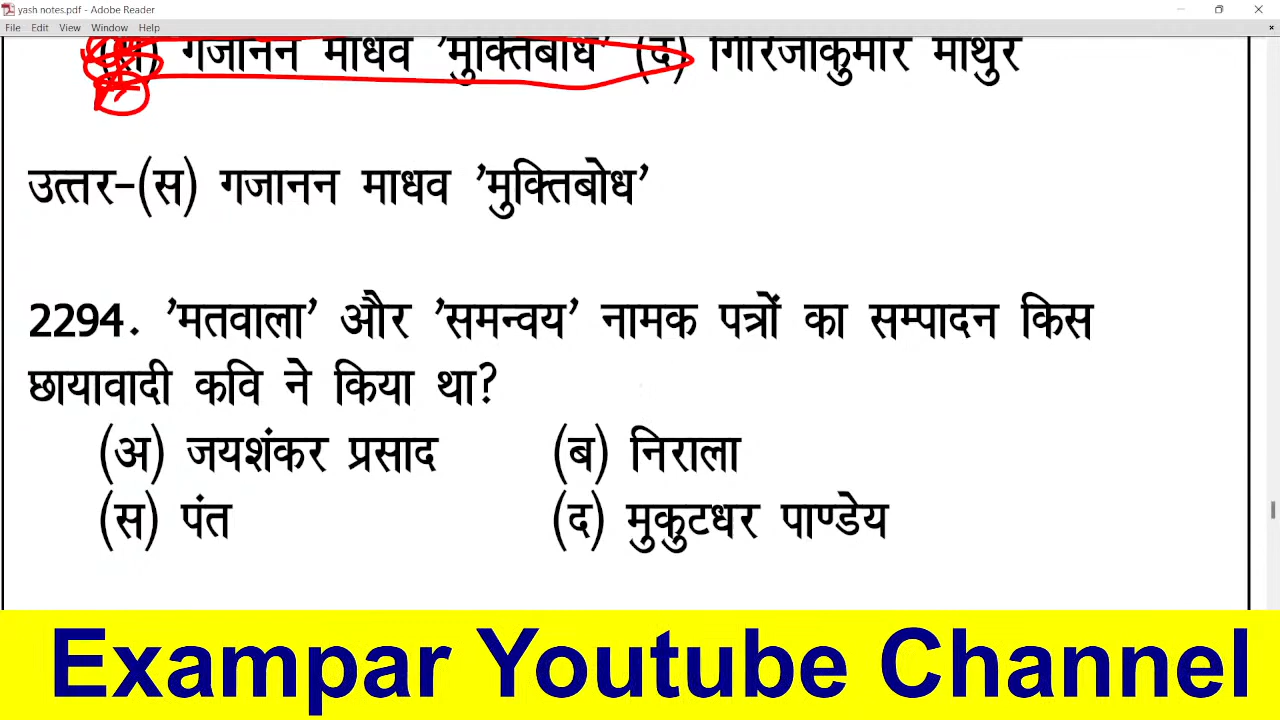 yash notes.pdf - Adobe Reader
File Edit View Window Help
(स) गजानन माधव 'मुक्तिबोध' (द) गिरिजाकुमार माथुर
उत्तर-(स) गजानन माधव 'मुक्तिबोध'
2294. 'मतवाला' और 'समन्वय' नामक पत्रों का सम्पादन किस
छायावादी कवि ने किया था?
(अ) जयशंकर प्रसाद (ब) निराला
(स) पंत (द) मुकुटधर पाण्डेय
Exampar Youtube Channel